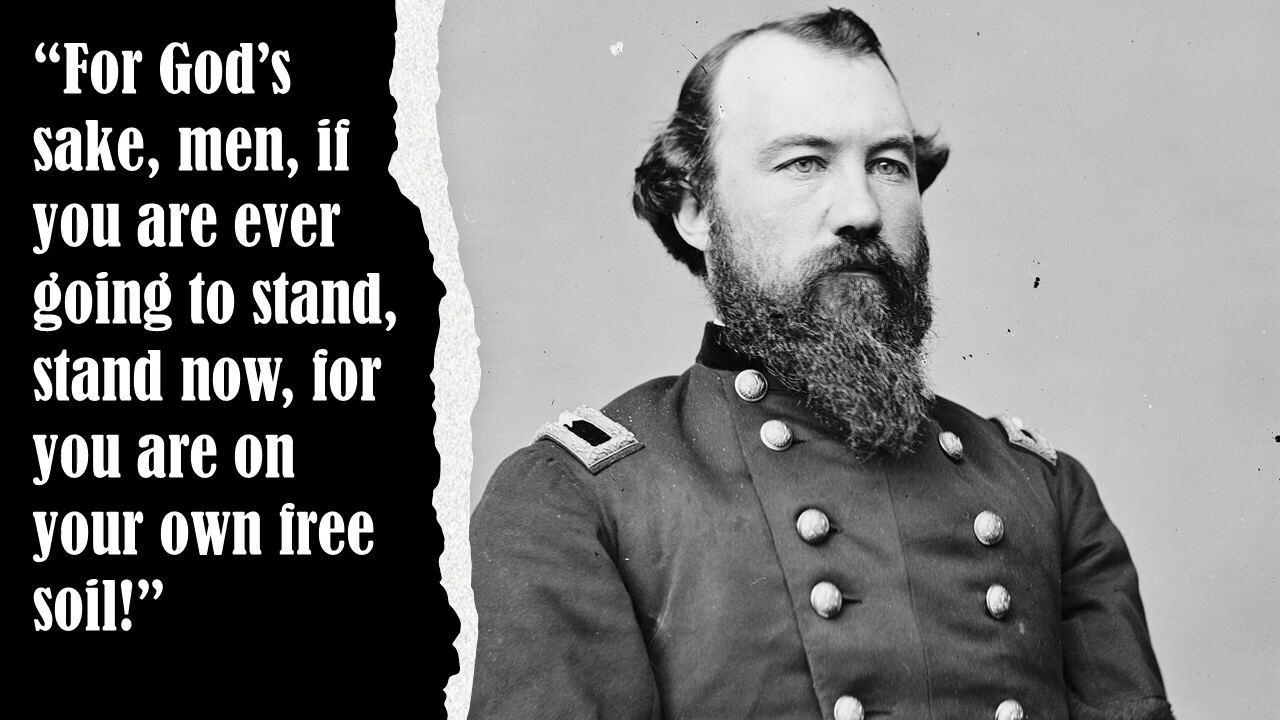 “For God’s
sake, men, if
you are ever
going to stand,
stand now, for
you are on
your own free
soil!”